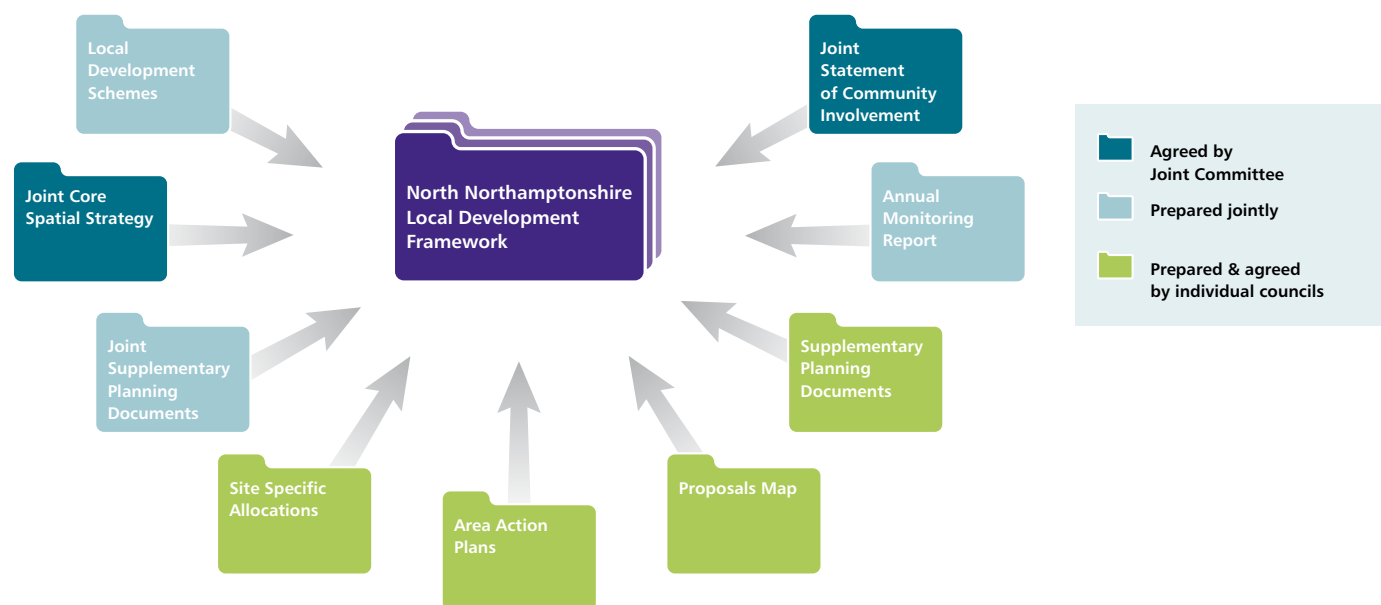 Local
Development
Schemes
Joint
Statement
of Community
Involvement
Agreed by
Joint Committee
Prepared jointly
Prepared & agreed
by individual councils
Joint Core
Spatial Strategy
North Northamptonshire
Local Development
Framework
Annual
Monitoring
Report
Joint
Supplementary
Planning
Documents
Supplementary
Planning
Documents
Site Specific
Allocations
Area Action
Plans
Proposals Map